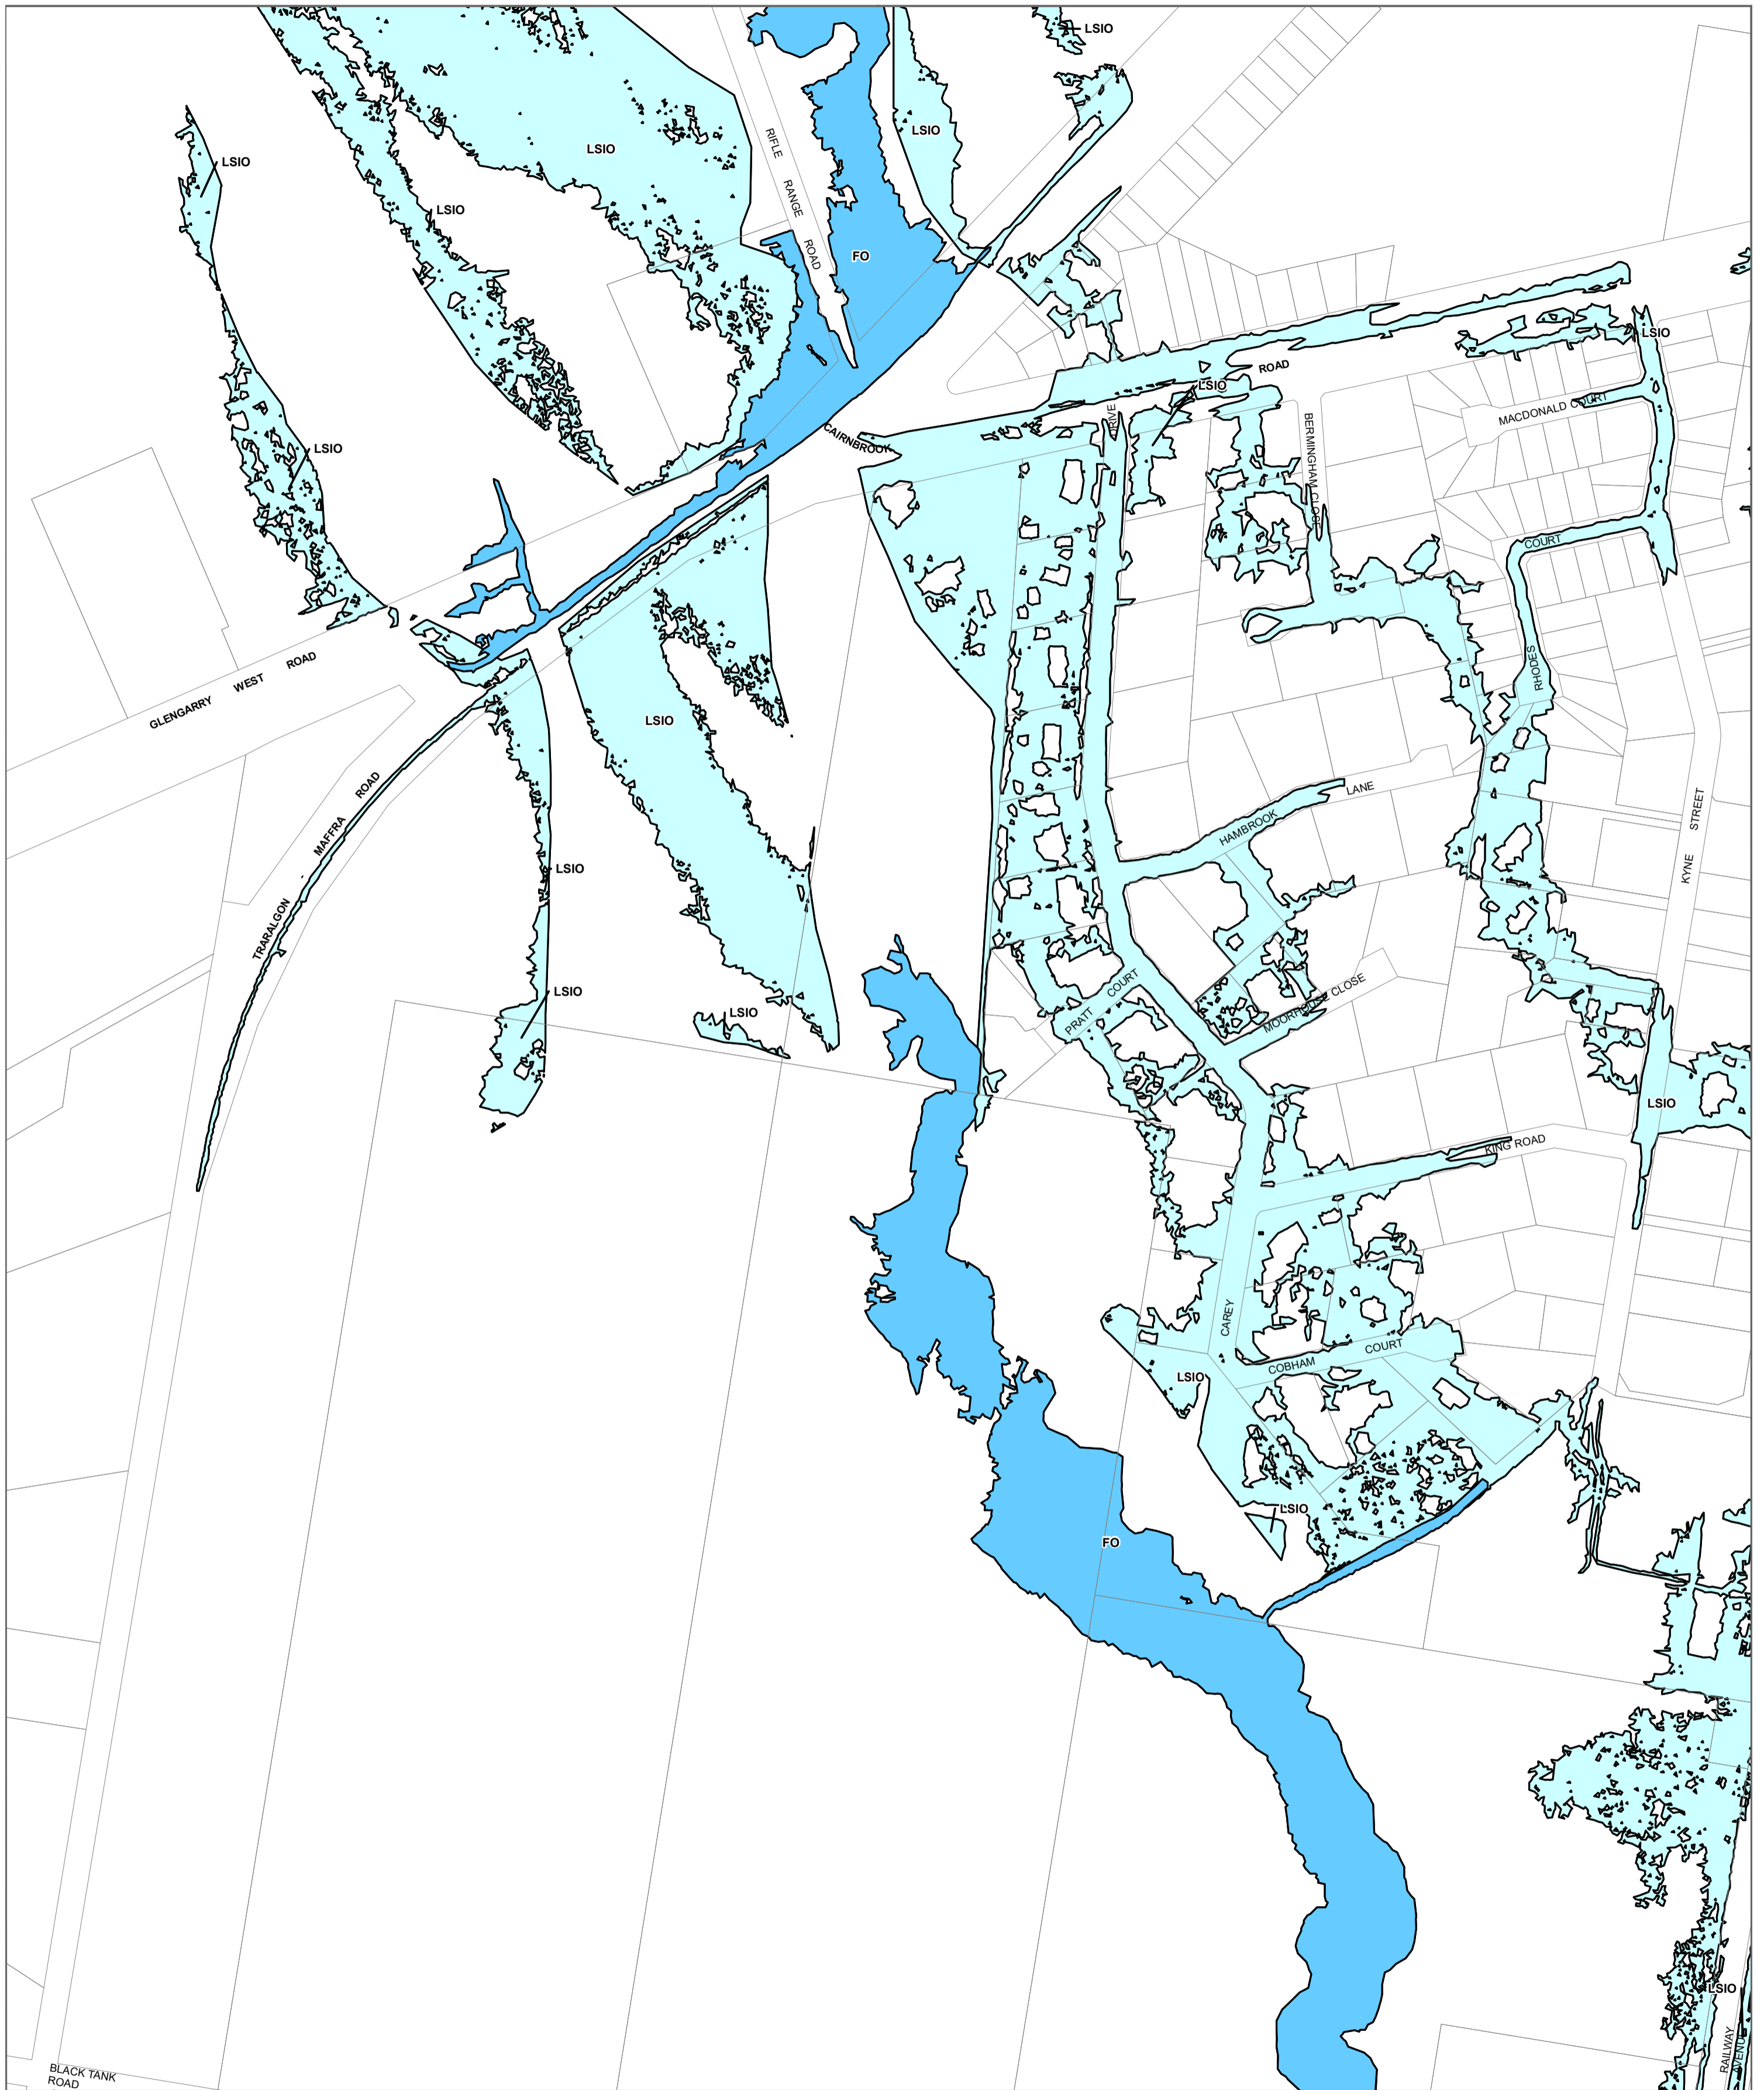 LSIO
LSIO
LSIO
LSIO
LSIO
RIFLE
RANGE
ROAD
FO
LSIO
ROAD
LSIO
DRIVE
MACDONALD COURT
CAIRNBROOK
BERMINGHAM CLOSE
LSIO
COURT
RHODES
GLENGARRY WEST ROAD
LSIO
TRARALGON MAFFRA ROAD
LANE
HAMBROOK
KYNE STREET
LSIO
LSIO
LSIO
PRATT COURT
MOORHOUSE CLOSE
LSIO
KING ROAD
CAREY
COBHAM COURT
LSIO
LSIO
FO
LSIO
RAILWAY
AVENUE
BLACK TANK
ROAD